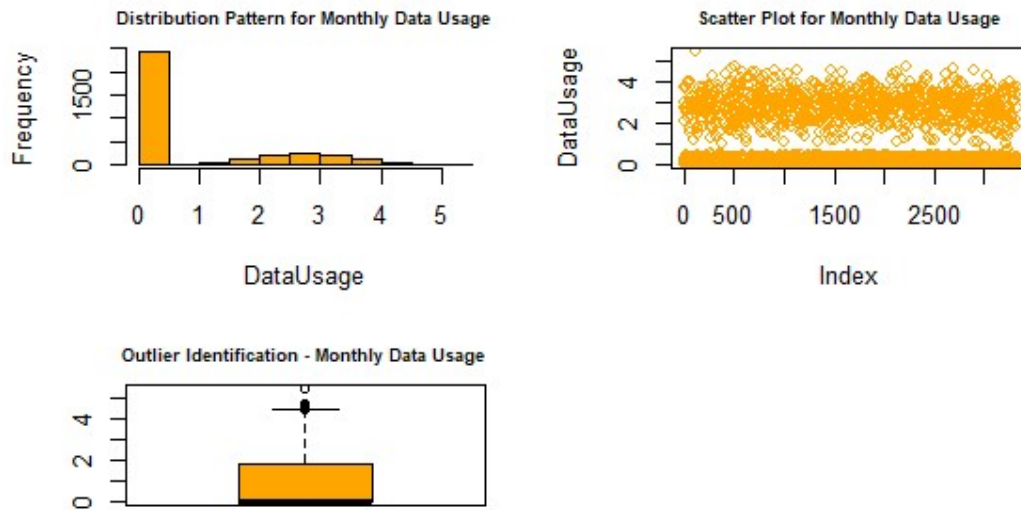 Distribution Pattern for Monthly Data Usage
Frequency
1500
0
0 1 2 3 4 5
DataUsage
Scatter Plot for Monthly Data Usage
DataUsage
4
2
0
0 500 1500 2500
Index
Outlier Identification - Monthly Data Usage
4
2
0